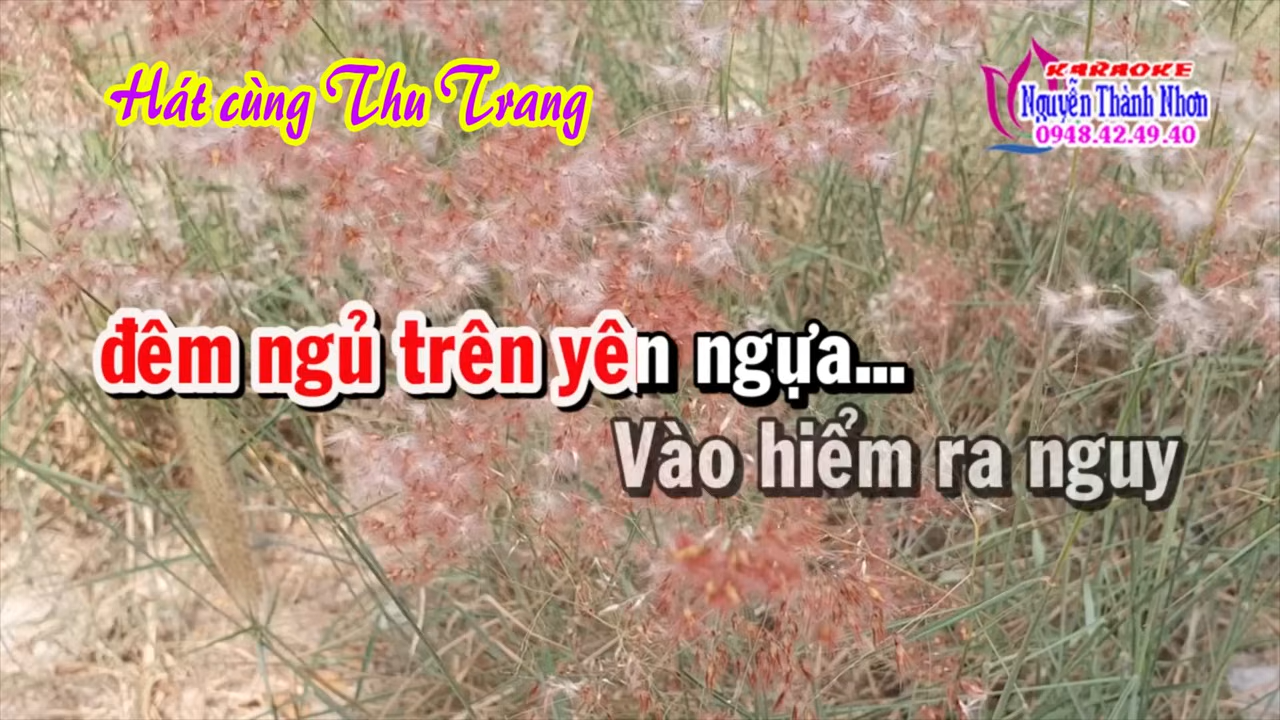 Hát cùng Thu Trang
KARAOKE
Nguyễn Thành Nhơn
0948.42.49.40
đêm ngủ trên yên ngựa...
Vào hiểm ra nguy